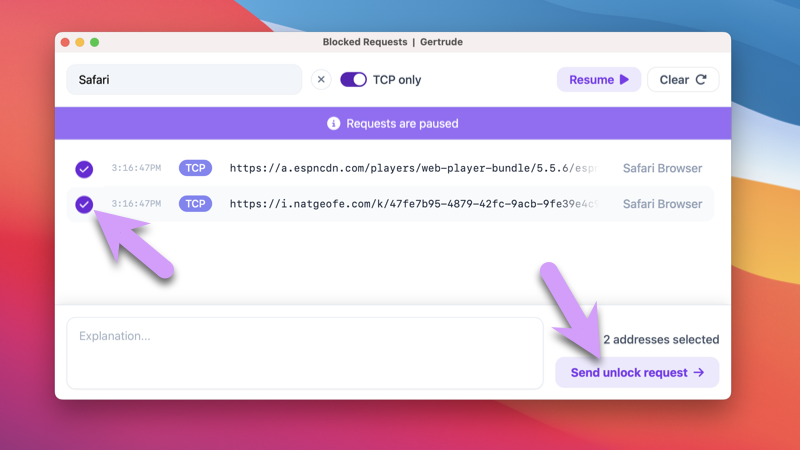 Blocked Requests | Gertrude
Safari
TCP only
Resume
Clear
Requests are paused
3:16:47PM TCP https://a.espncdn.com/players/web-player-bundle/5.5.6/espn Safari Browser
3:16:47PM TCP https://i.natgeofe.com/k/47fe7b95-4879-42fc-9acb-9fe39e4c9 Safari Browser
Explanation...
2 addresses selected
Send unlock request →